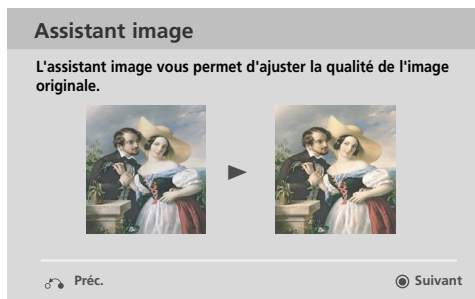 Assistant image
L'assistant image vous permet d'ajuster la qualité de l'image
originale.
Préc.
Suivant